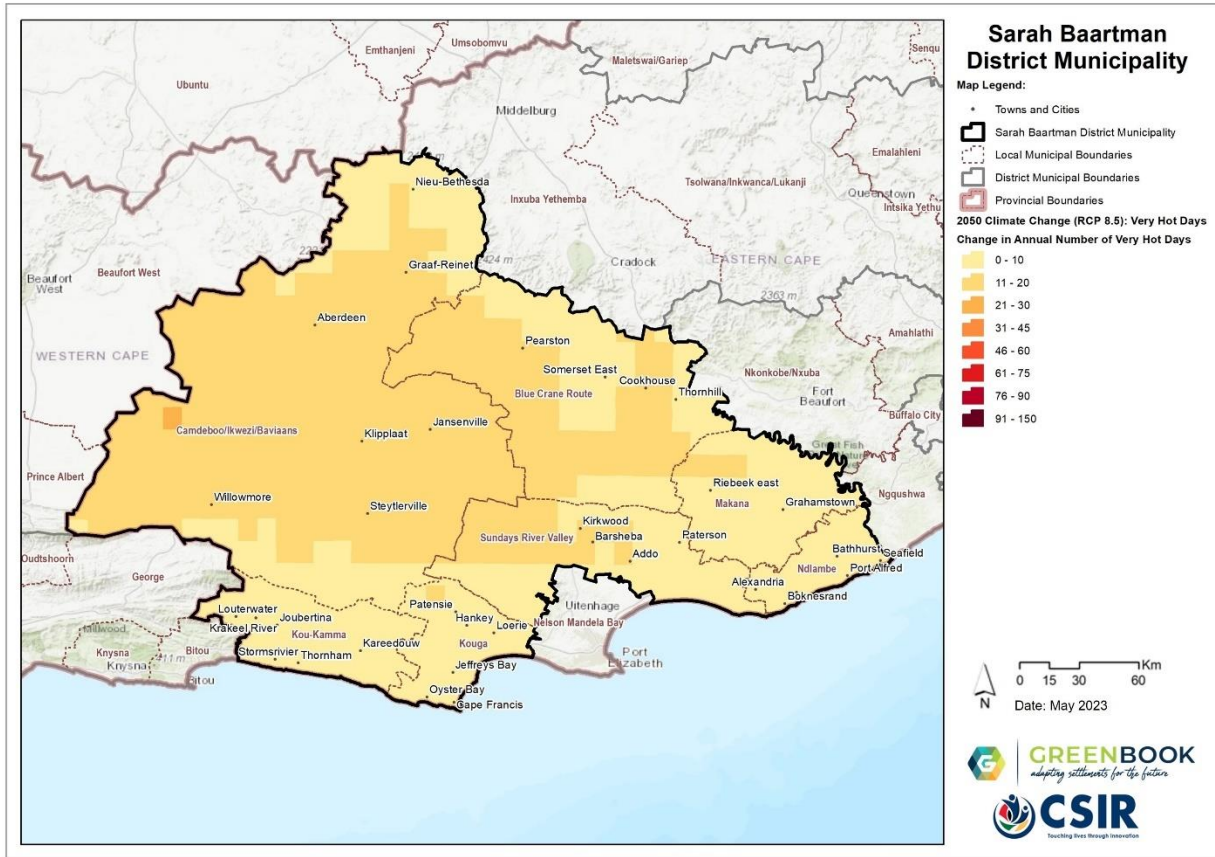 Sarah Baartman
District Municipality
Map Legend:
Towns and Cities
Sarah Baartman District Municipality
Local Municipal Boundaries
District Municipal Boundaries
Provincial Boundaries
2050 Climate Change (RCP 8.5): Very Hot Days
Change in Annual Number of Very Hot Days
0 - 10
11 - 20
21 - 30
31 - 45
46 - 60
61 - 75
76 - 90
91 - 150
Km
0 15 30 60
N
Date: May 2023
G
GREENBOOK
adapting settlements for the future
CSIR
Touching lives through innovation
Emthanjeni
Umsobomvu
Maletswai/Gariep
Senqu
Ubuntu
Middelburg
Emalahleni
Nieu-Bethesda
Tsolwana/Inkwanca/Lukanji
Queenstown
Inxuba Yethemba
Intsika Yethu
Beaufort West
Beaufort
West
Graaf-Reinet
2424 m
Cradock
EASTERN CAPE
2363 m
Aberdeen
Amahlathi
WESTERN CAPE
Pearston
Somerset East
Cookhouse
Nkonkobe/Nxuba
Blue Crane Route
Thornhill
Fort
Beaufort
Buffalo City
Camdeboo/Ikwezi/Baviaans
Jansenville
Klipplaat
Great Fish
Prince Albert
Riebeek east
Ngqushwa
Willowmore
Steytlerville
Makana
Grahamstown
Kirkwood
Sundays River Valley
Barsheba
Paterson
Oudtshoorn
Addo
Bathhurst
Seafield
George
Ndlambe
Port Alfred
Alexandria
Patensie
Boknesrand
Louterwater
Joubertina
Uitenhage
Hankey
Nelson Mandela Bay
Krakeel River
Loerie
Kou-Kamma
Kareedouw
Kouga
Knysna
Bitou
Stormsrivier
Thornham
Port
Elizabeth
Knysna
Jeffreys Bay
Bitou
Oyster Bay
Cape Francis